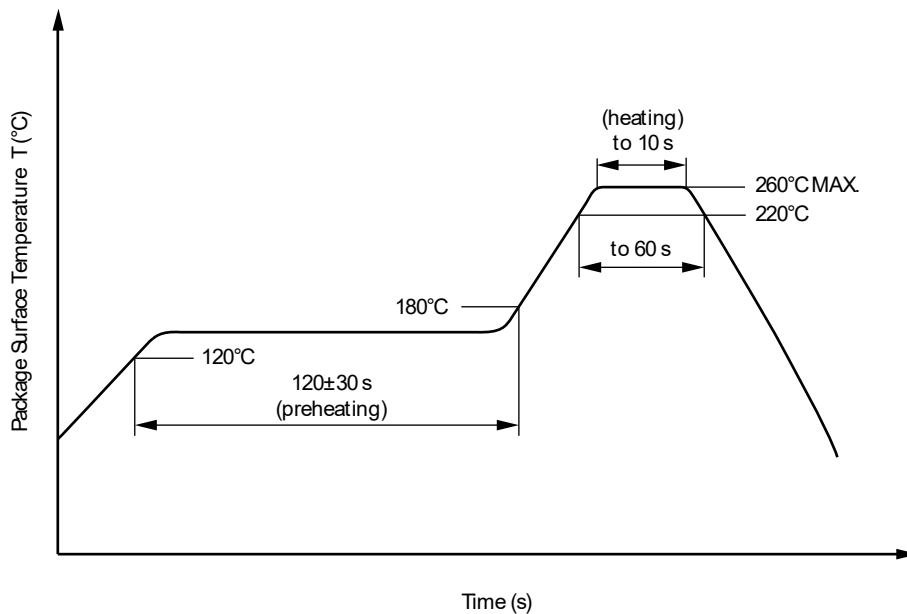 Package Surface Temperature T (°C)
(heating)
to 10 s
260°C MAX.
220°C
to 60 s
180°C
120°C
120±30 s
(preheating)
Time (s)